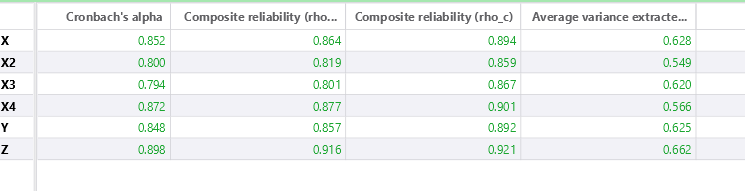 Cronbach's alpha Composite reliability (rho... Composite reliability (rho_c) Average variance extracte...
X 0.852 0.864 0.894 0.628
X2 0.800 0.819 0.859 0.549
X3 0.794 0.801 0.867 0.620
X4 0.872 0.877 0.901 0.566
Y 0.848 0.857 0.892 0.625
Z 0.898 0.916 0.921 0.662